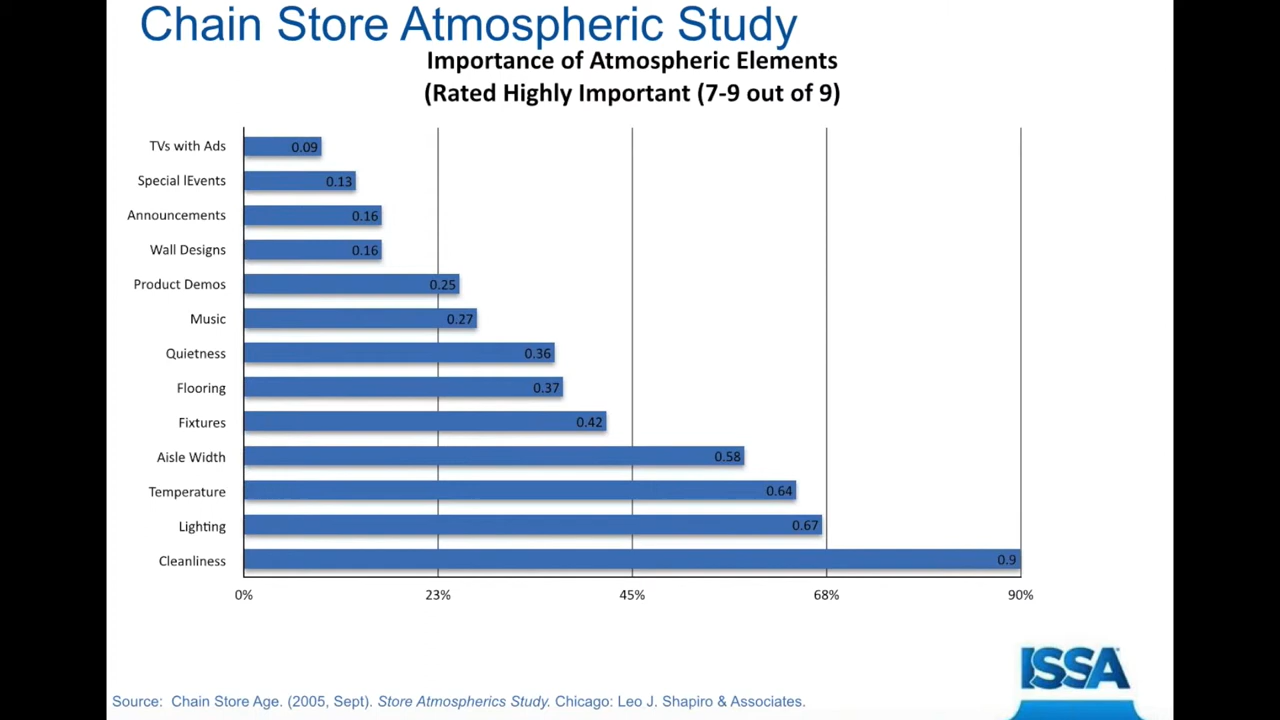 Chain Store Atmospheric Study
Importance of Atmospheric Elements
(Rated Highly Important (7-9 out of 9)
TVs with Ads 0.09
Special lEvents 0.13
Announcements 0.16
Wall Designs 0.16
Product Demos 0.25
Music 0.27
Quietness 0.36
Flooring 0.37
Fixtures 0.42
Aisle Width 0.58
Temperature 0.64
Lighting 0.67
Cleanliness 0.9
0% 23% 45% 68% 90%
ISSA
Source: Chain Store Age. (2005, Sept). Store Atmospherics Study. Chicago: Leo J. Shapiro & Associates.